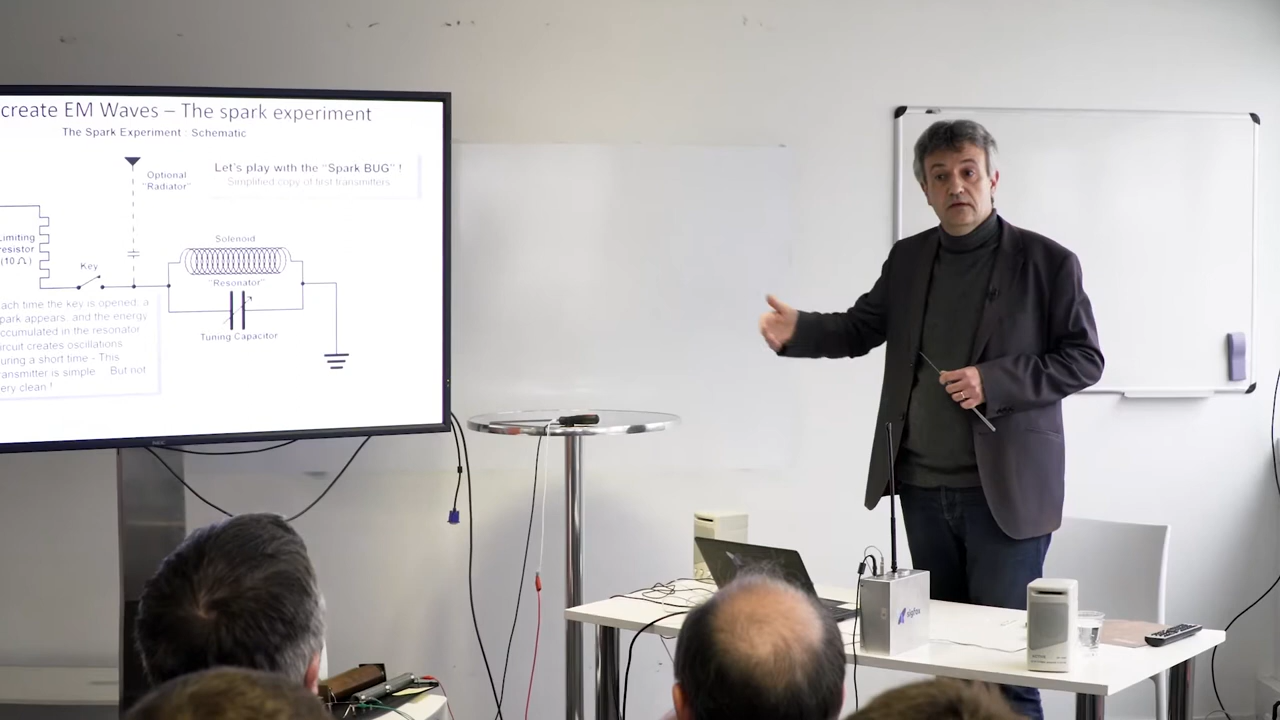 create EM Waves – The spark experiment
The Spark Experiment : Schematic
Let's play with the "Spark BUG" !
Simplified copy of first transmitters
Optional
"Radiator"
Limiting
resistor
(10Ω)
Key
Solenoid
"Resonator"
Tuning Capacitor
ach time the key is opened, a
park appears, and the energy
ccumulated in the resonator
ircuit creates oscillations
uring a short time - This
ransmitter is simple. But not
ery clean !
NEC
sigfox